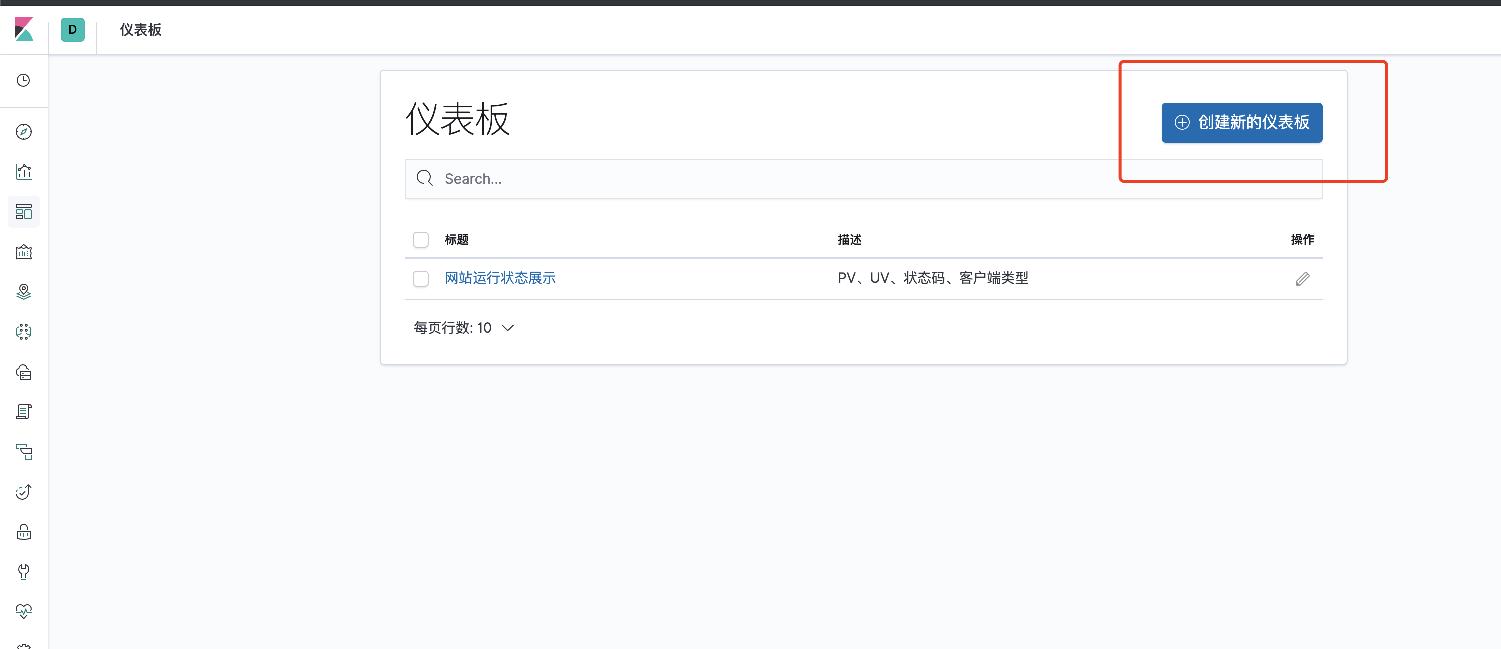 D 仪表板
仪表板
创建新的仪表板
Search...
标题 描述 操作
网站运行状态展示 PV、UV、状态码、客户端类型
每页行数: 10